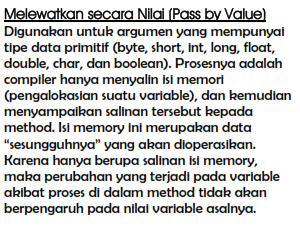 Melewatkan secara Nilai (Pass by Value)
Digunakan untuk argumen yang mempunyai
tipe data primitif (byte, short, int, long, float,
double, char, dan boolean). Prosesnya adalah
compiler hanya menyalin isi memori
(pengalokasian suatu variable), dan kemudian
menyampaikan salinan tersebut kepada
method. Isi memory ini merupakan data
“sesungguhnya” yang akan dioperasikan.
Karena hanya berupa salinan isi memory,
maka perubahan yang terjadi pada variable
akibat proses di dalam method tidak akan
berpengaruh pada nilai variable asalnya.